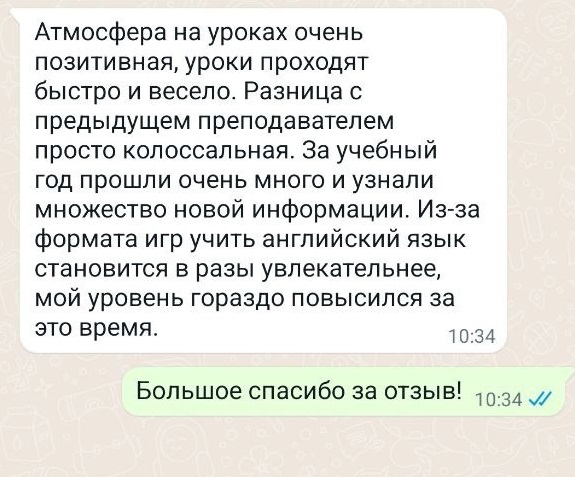 Атмосфера на уроках очень
позитивная, уроки проходят
быстро и весело. Разница с
предыдущем преподавателем
просто колоссальная. За учебный
год прошли очень много и узнали
множество новой информации. Из-за
формата игр учить английский язык
становится в разы увлекательнее,
мой уровень гораздо повысился за
это время.
10:34
Большое спасибо за отзыв! 10:34